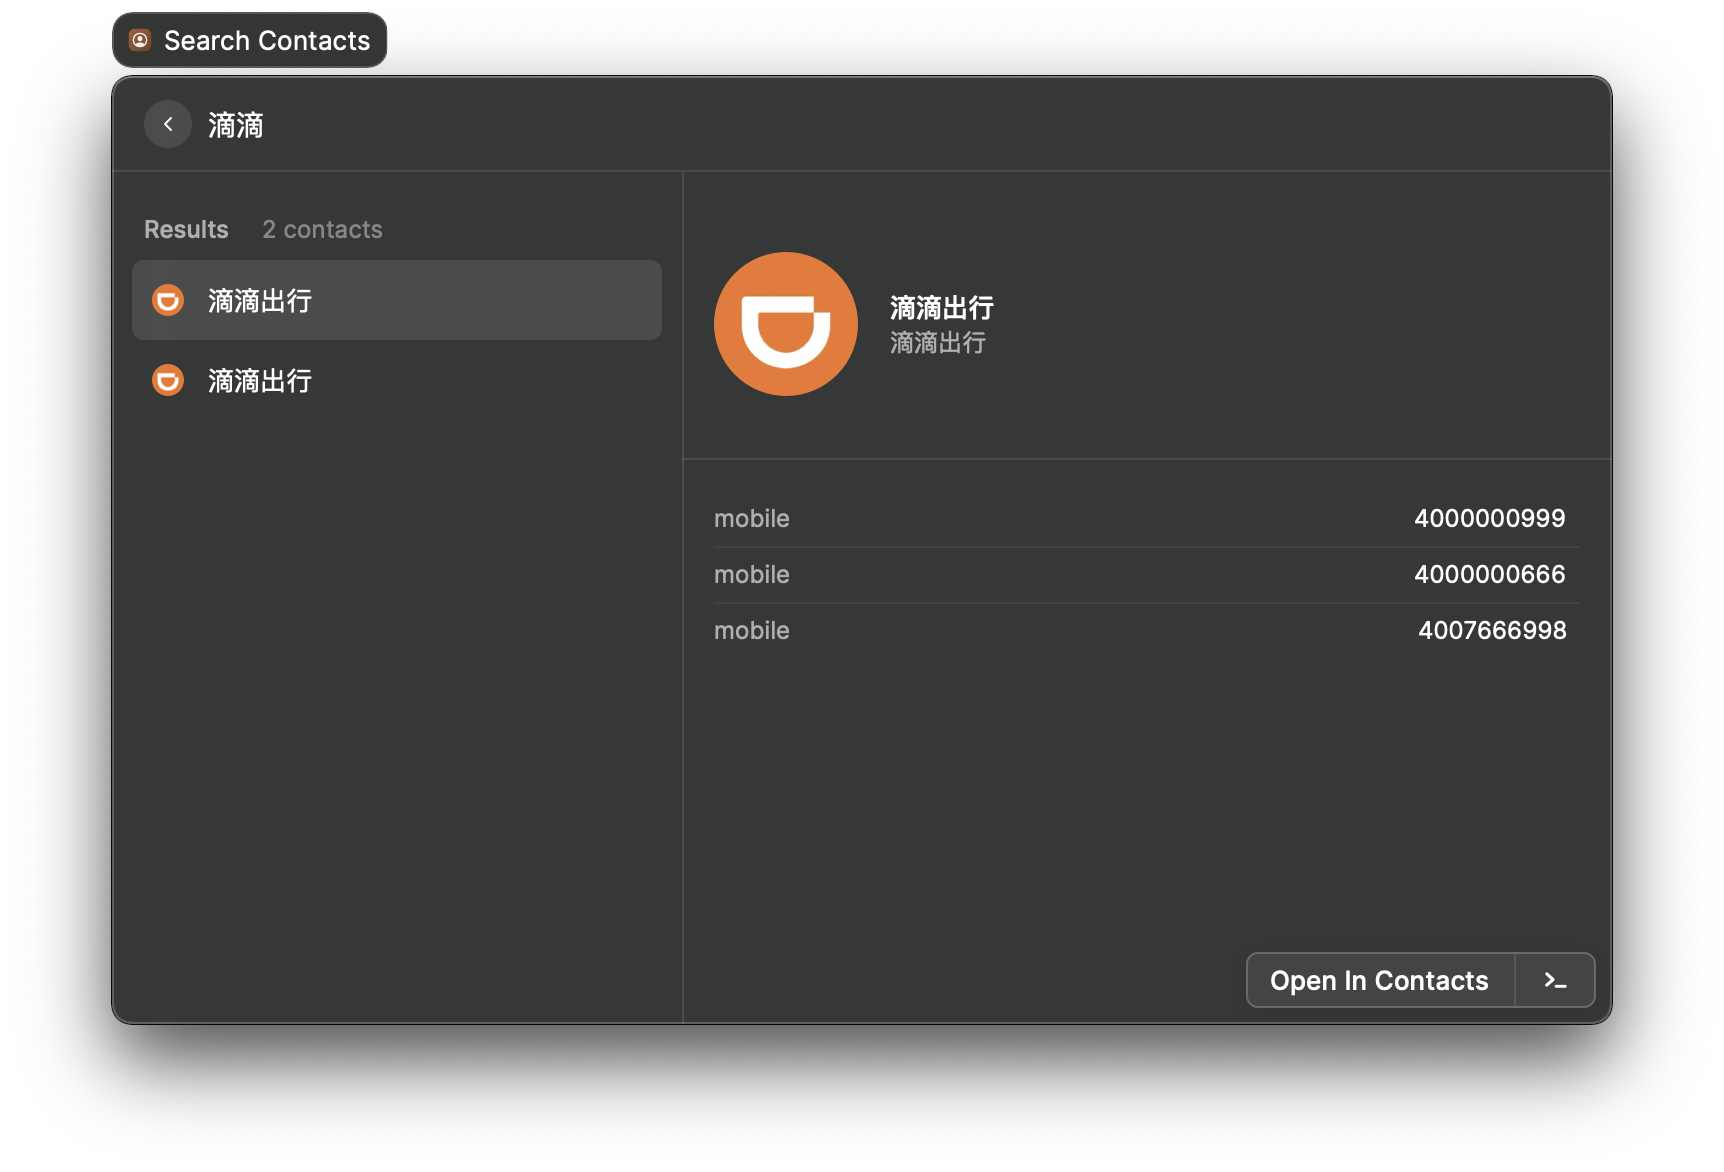 Search Contacts
滴滴
Results 2 contacts
滴滴出行
滴滴出行
滴滴出行
滴滴出行
mobile 4000000999
mobile 4000000666
mobile 4007666998
Open In Contacts